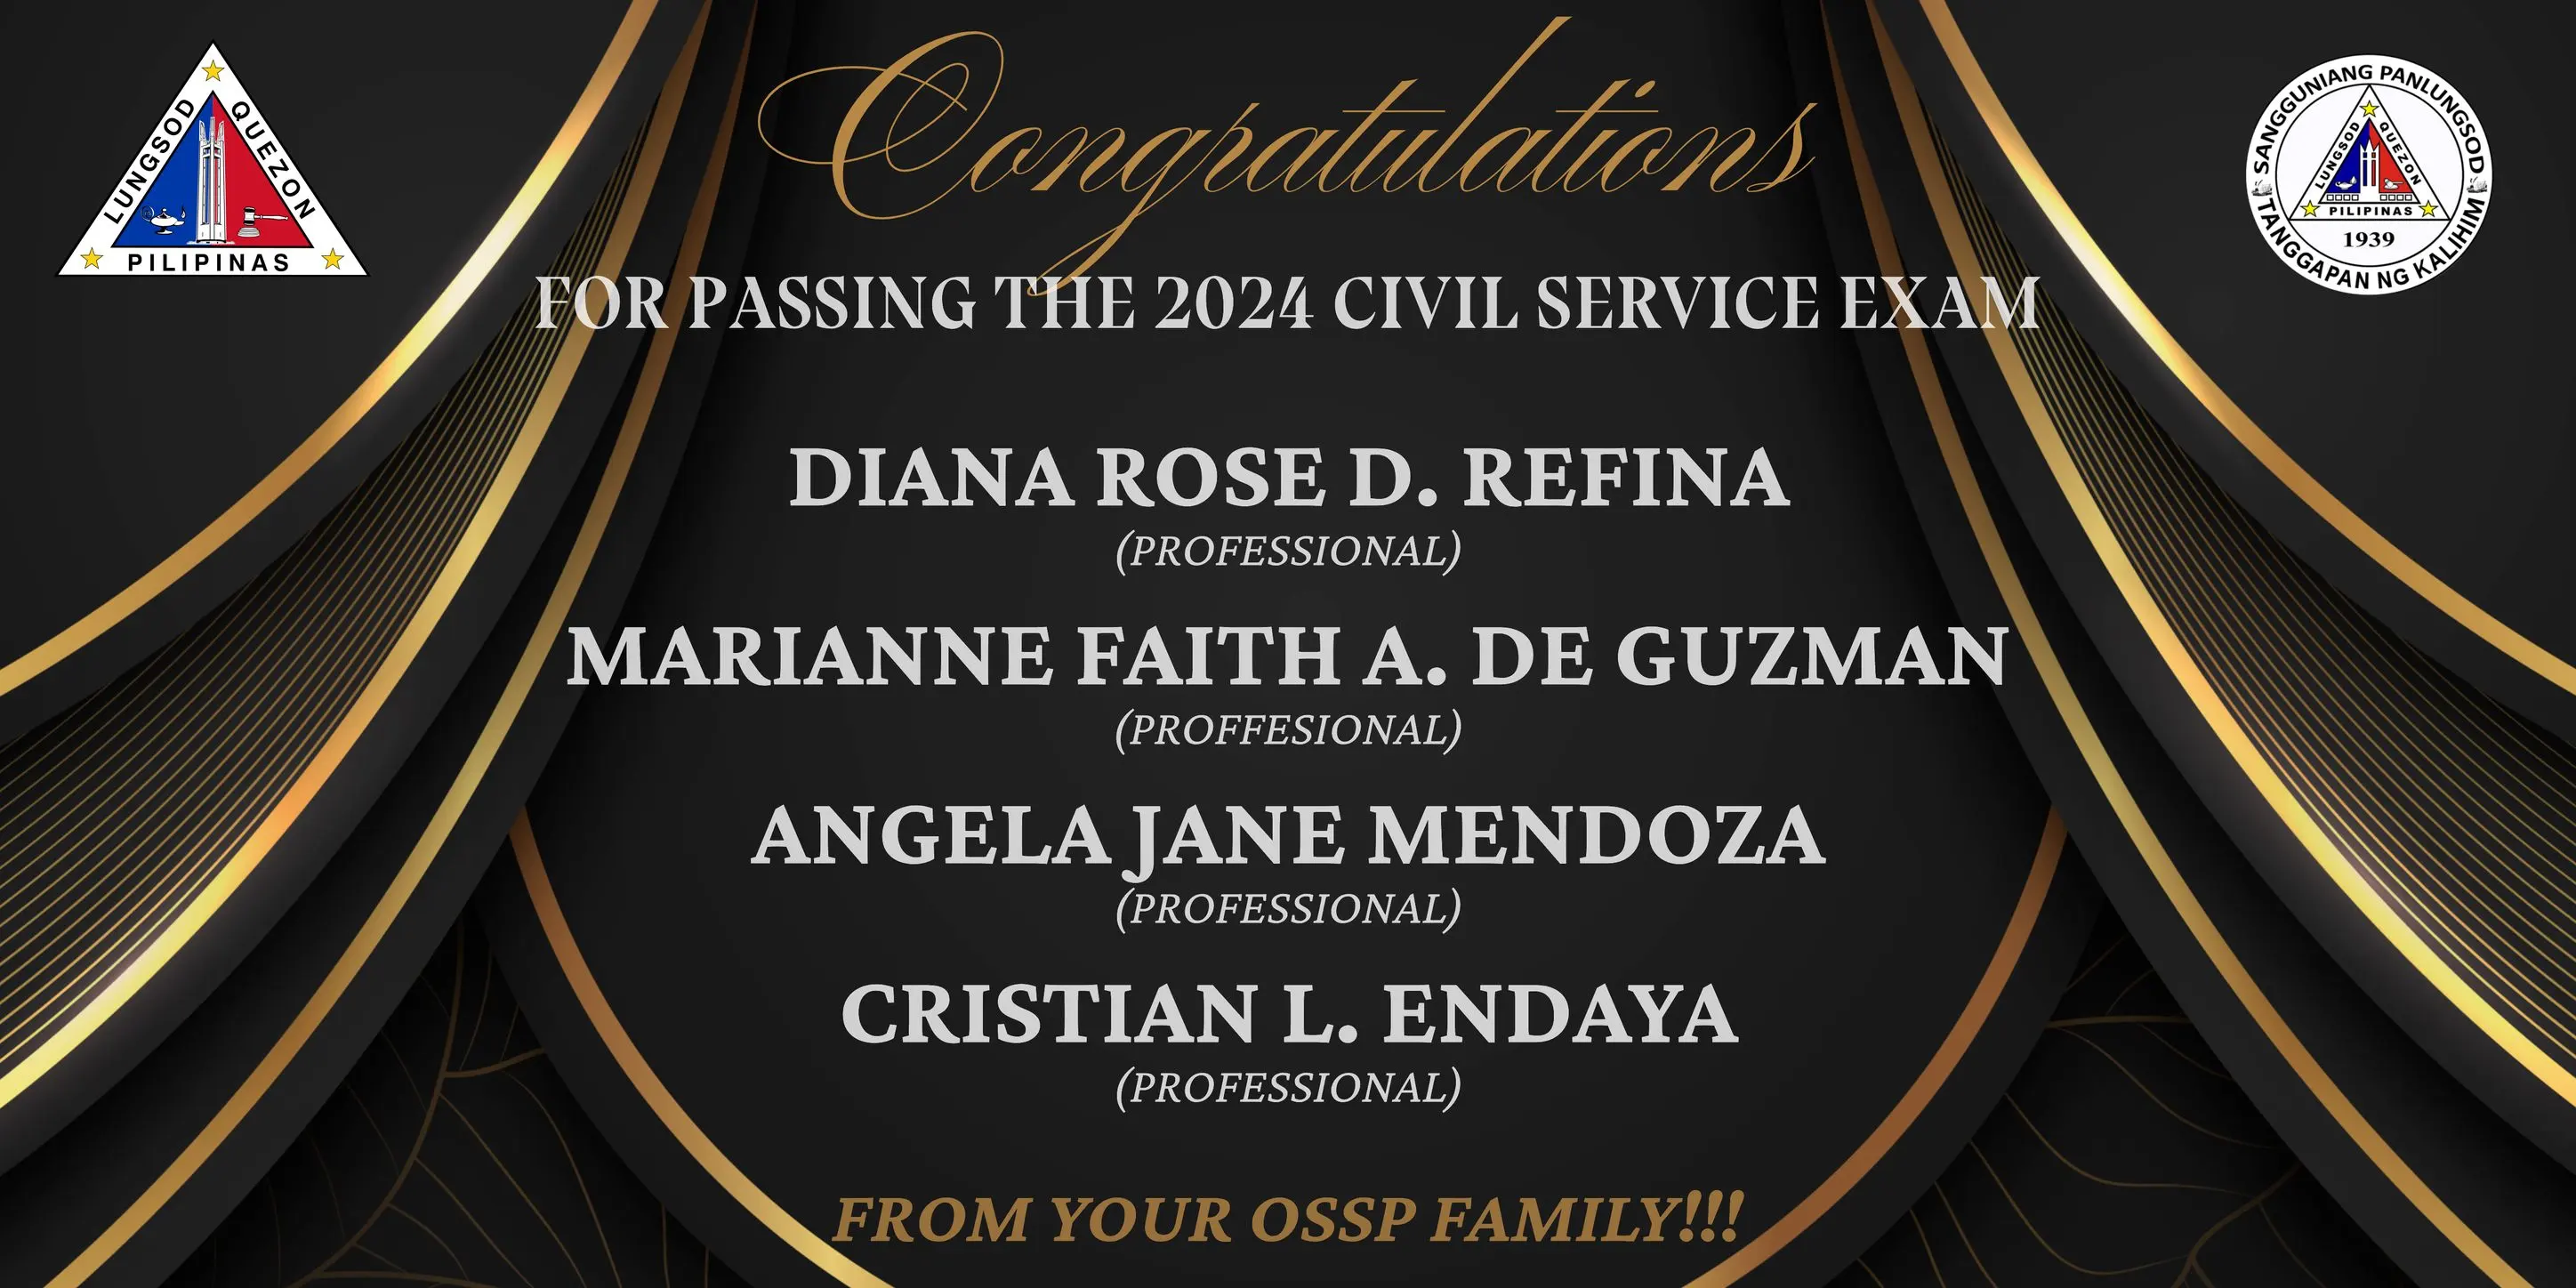 LUNGSOD QUEZON
PILIPINAS
Congratulations
SANGGUNIANG PANLUNGSOD
LUNGSOD QUEZON
PILIPINAS
1939
TANGGAPAN NG KALIHIM
FOR PASSING THE 2024 CIVIL SERVICE EXAM
DIANA ROSE D. REFINA
(PROFESSIONAL)
MARIANNE FAITH A. DE GUZMAN
(PROFFESIONAL)
ANGELA JANE MENDOZA
(PROFESSIONAL)
CRISTIAN L. ENDAYA
(PROFESSIONAL)
FROM YOUR OSSP FAMILY!!!